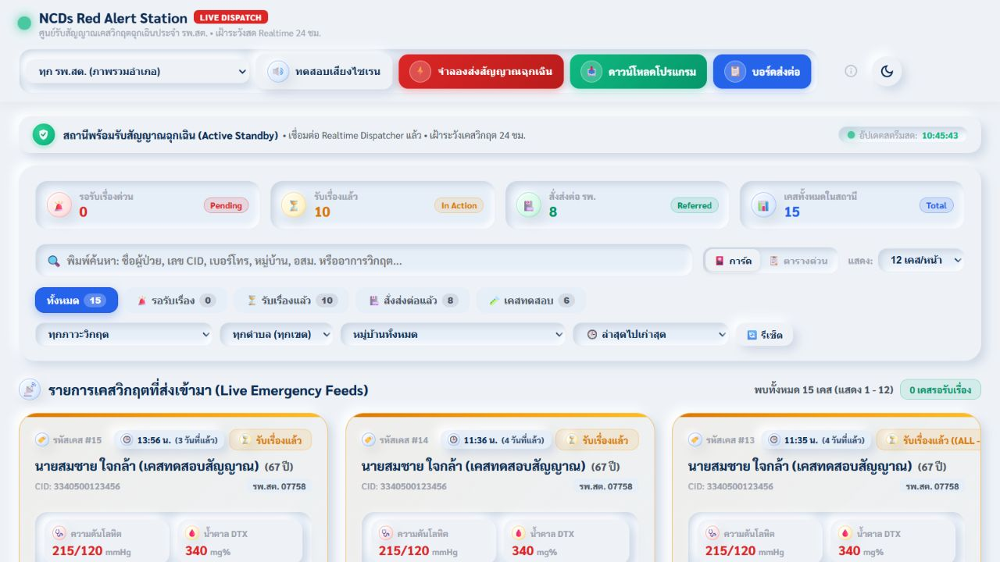 NCDs Red Alert Station LIVE DISPATCH
ศูนย์รับสัญญาณเคสวิกฤตฉุกเฉินประจำ รพ.สต. • เฝ้าระวังสด Realtime 24 ชม.
ทุก รพ.สต. (ภาพรวมอำเภอ) ทดสอบเสียงไซเรน จำลองส่งสัญญาณฉุกเฉิน ดาวน์โหลดโปรแกรม บอร์ดส่งต่อ
สถานีพร้อมรับสัญญาณฉุกเฉิน (Active Standby) • เชื่อมต่อ Realtime Dispatcher แล้ว • เฝ้าระวังเคสวิกฤต 24 ชม. อัปเดตสตรีมสด: 10:45:43
รอรับเรื่องด่วน 0 Pending
รับเรื่องแล้ว 10 In Action
สั่งส่งต่อ รพ. 8 Referred
เคสทั้งหมดในสถานี 15 Total
พิมพ์ค้นหา: ชื่อผู้ป่วย, เลข CID, เบอร์โทร, หมู่บ้าน, อสม. หรืออาการวิกฤต... การ์ด ตารางด่วน แสดง: 12 เคส/หน้า
ทั้งหมด 15 รอรับเรื่อง 0 รับเรื่องแล้ว 10 สั่งส่งต่อแล้ว 8 เคสทดสอบ 6
ทุกภาวะวิกฤต ทุกตำบล (ทุกเขต) หมู่บ้านทั้งหมด ล่าสุดไปเก่าสุด รีเซ็ต
รายการเคสวิกฤตที่ส่งเข้ามา (Live Emergency Feeds) พบทั้งหมด 15 เคส (แสดง 1 - 12) 0 เคสรอรับเรื่อง
รหัสเคส #15 13:56 น. (3 วันที่แล้ว) รับเรื่องแล้ว
นายสมชาย ใจกล้า (เคสทดสอบสัญญาณ) (67 ปี)
CID: 3340500123456 รพ.สต. 07758
ความดันโลหิต 215/120 mmHg
น้ำตาล DTX 340 mg%
รหัสเคส #14 11:36 น. (4 วันที่แล้ว) รับเรื่องแล้ว
นายสมชาย ใจกล้า (เคสทดสอบสัญญาณ) (67 ปี)
CID: 3340500123456 รพ.สต. 07758
ความดันโลหิต 215/120 mmHg
น้ำตาล DTX 340 mg%
รหัสเคส #13 11:35 น. (4 วันที่แล้ว) รับเรื่องแล้ว ((ALL -
นายสมชาย ใจกล้า (เคสทดสอบสัญญาณ) (67 ปี)
CID: 3340500123456 รพ.สต. 07758
ความดันโลหิต 215/120 mmHg
น้ำตาล DTX 340 mg%